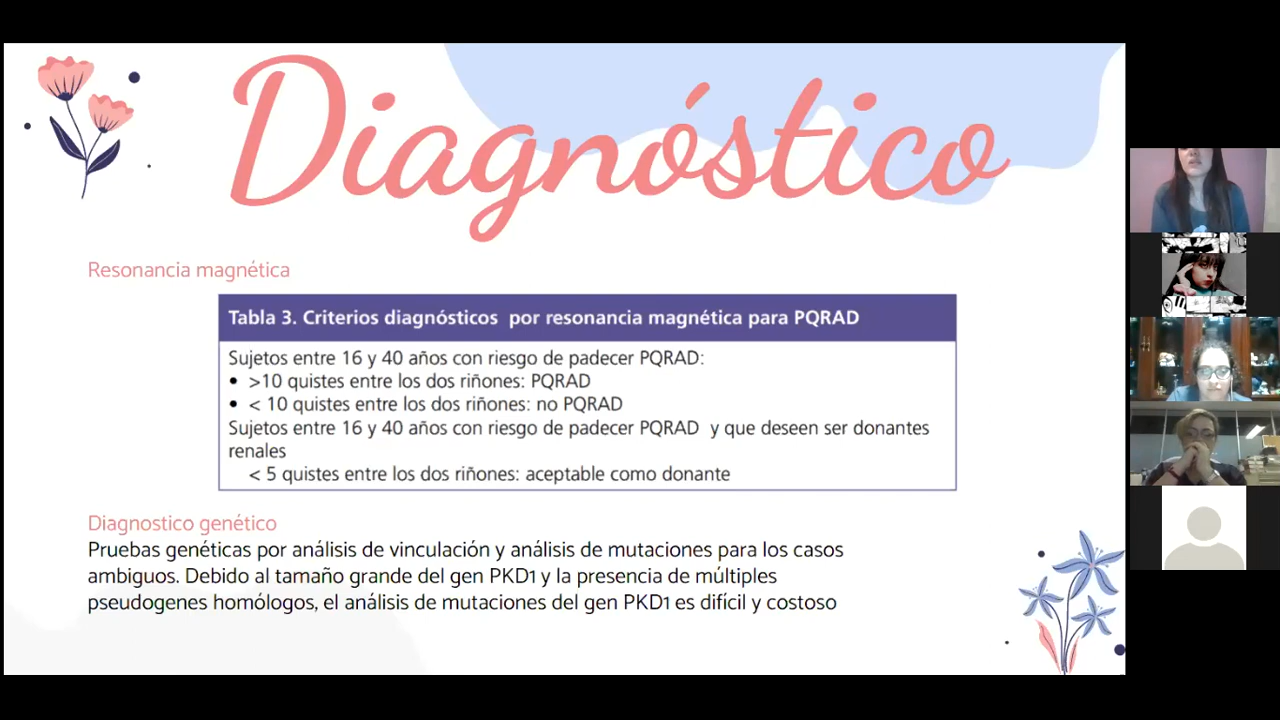 Diagnóstico
Resonancia magnética
Tabla 3. Criterios diagnósticos por resonancia magnética para PQRAD
Sujetos entre 16 y 40 años con riesgo de padecer PQRAD:
• >10 quistes entre los dos riñones: PQRAD
• < 10 quistes entre los dos riñones: no PQRAD
Sujetos entre 16 y 40 años con riesgo de padecer PQRAD y que deseen ser donantes
renales
< 5 quistes entre los dos riñones: aceptable como donante
Diagnostico genético
Pruebas genéticas por análisis de vinculación y análisis de mutaciones para los casos
ambiguos. Debido al tamaño grande del gen PKD1 y la presencia de múltiples
pseudogenes homólogos, el análisis de mutaciones del gen PKD1 es difícil y costoso